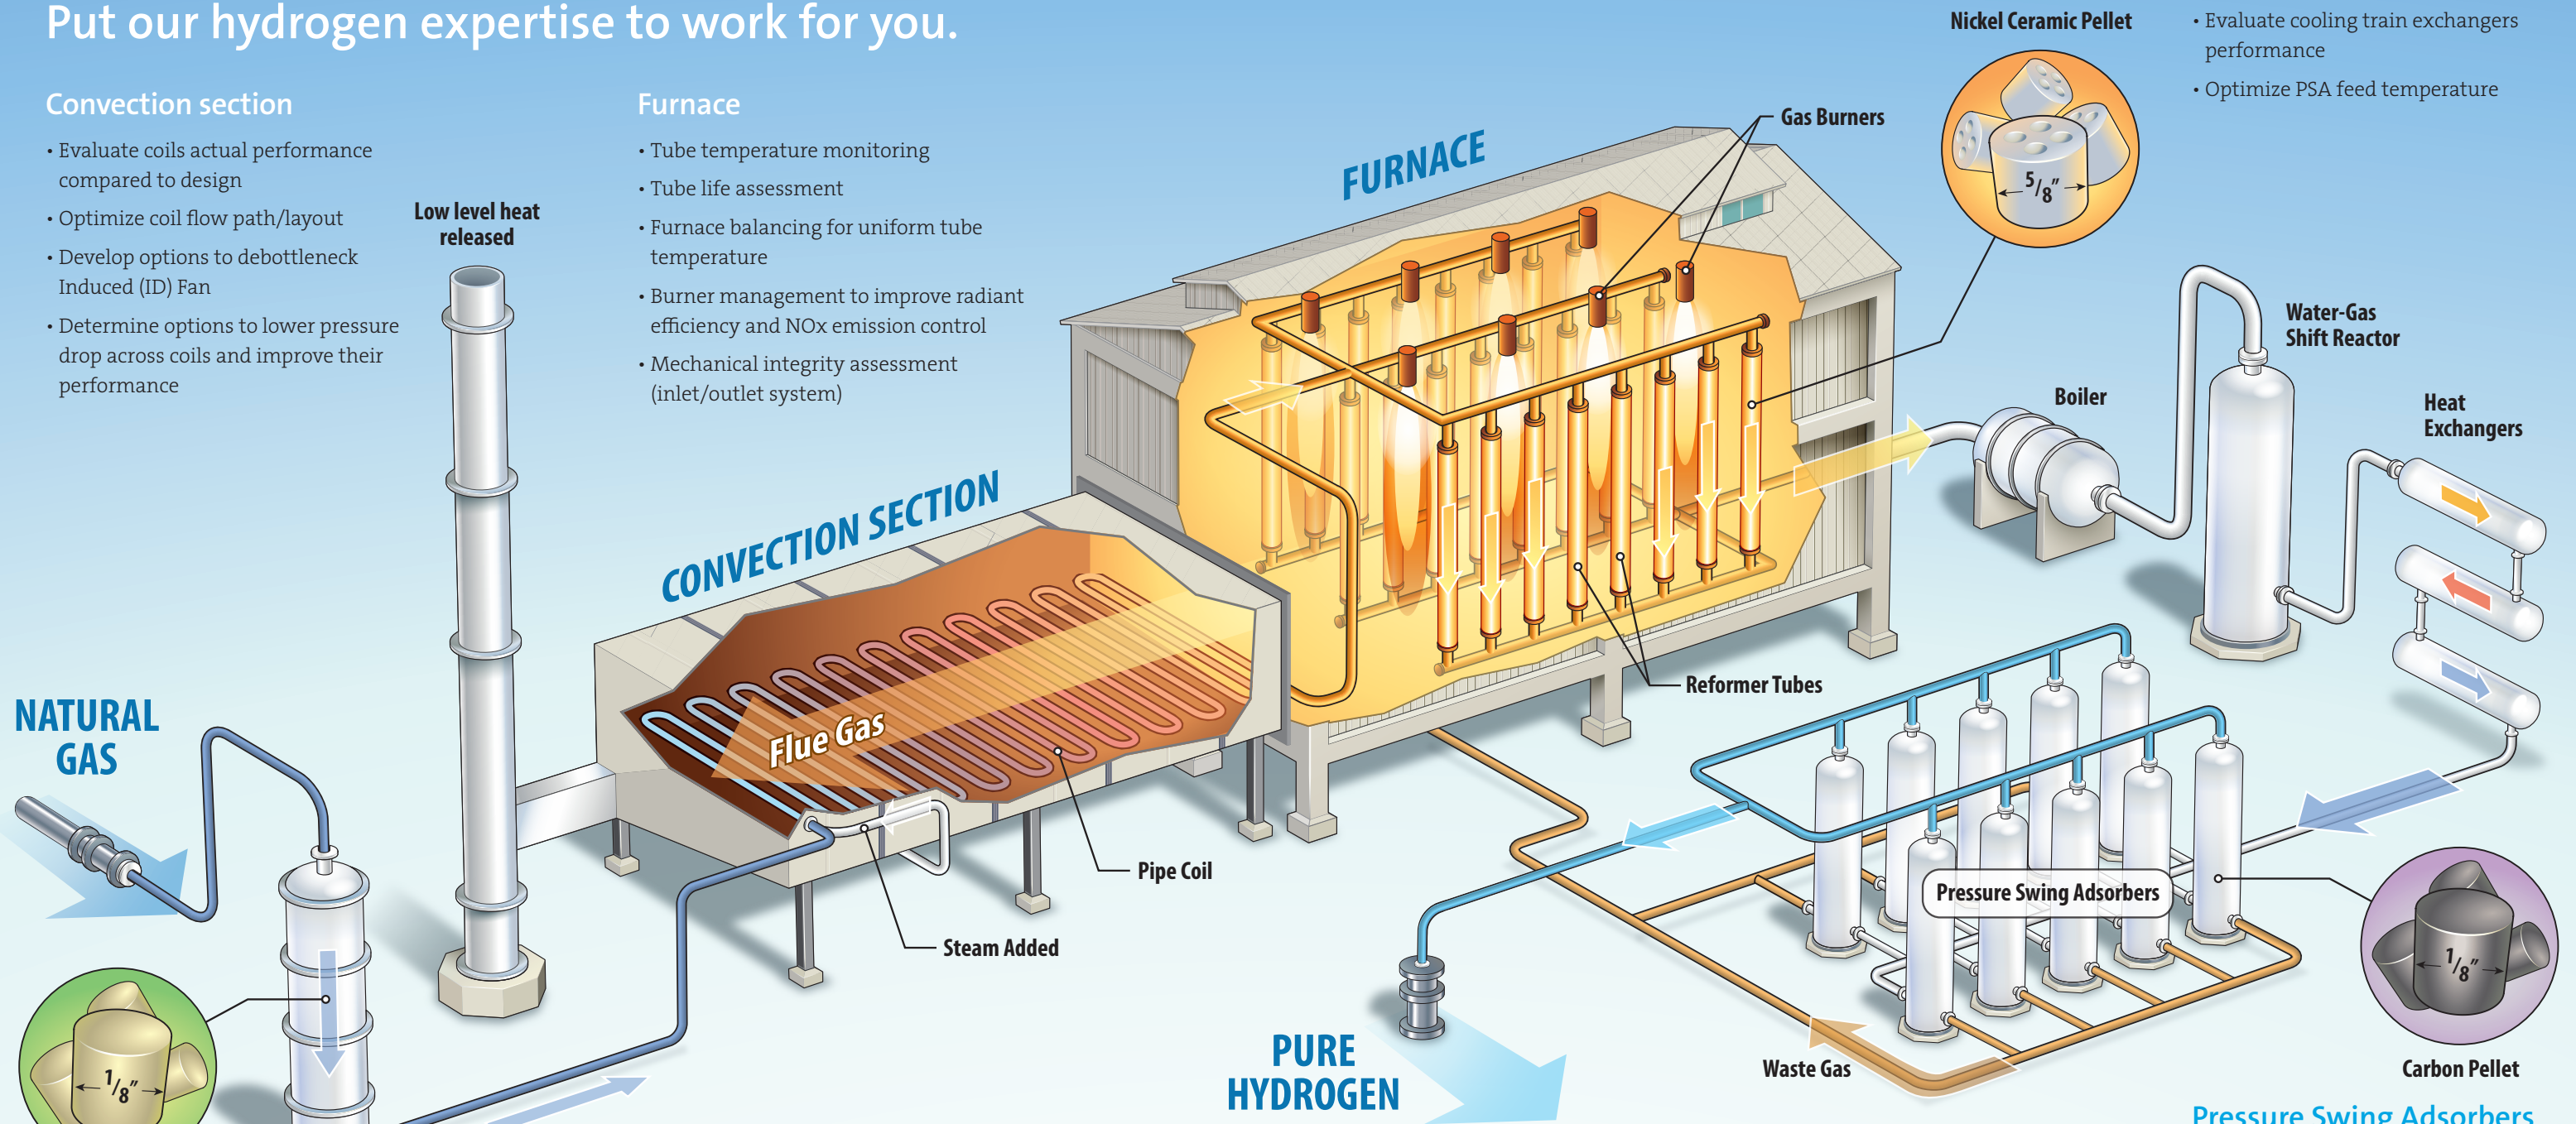 Put our hydrogen expertise to work for you.
Convection section
• Evaluate coils actual performance
compared to design
• Optimize coil flow path/layout
• Develop options to debottleneck
Induced (ID) Fan
• Determine options to lower pressure
drop across coils and improve their
performance
Low level heat
released
Furnace
• Tube temperature monitoring
• Tube life assessment
• Furnace balancing for uniform tube
temperature
• Burner management to improve radiant
efficiency and NOx emission control
• Mechanical integrity assessment
(inlet/outlet system)
FURNACE
Gas Burners
Nickel Ceramic Pellet
5/8"
• Evaluate cooling train exchangers
performance
• Optimize PSA feed temperature
Water-Gas
Shift Reactor
Boiler
Heat
Exchangers
CONVECTION SECTION
Flue Gas
Reformer Tubes
NATURAL
GAS
Pipe Coil
Steam Added
1/8"
Pressure Swing Adsorbers
1/8"
PURE
HYDROGEN
Waste Gas
Carbon Pellet
Pressure Swing Adsorbers